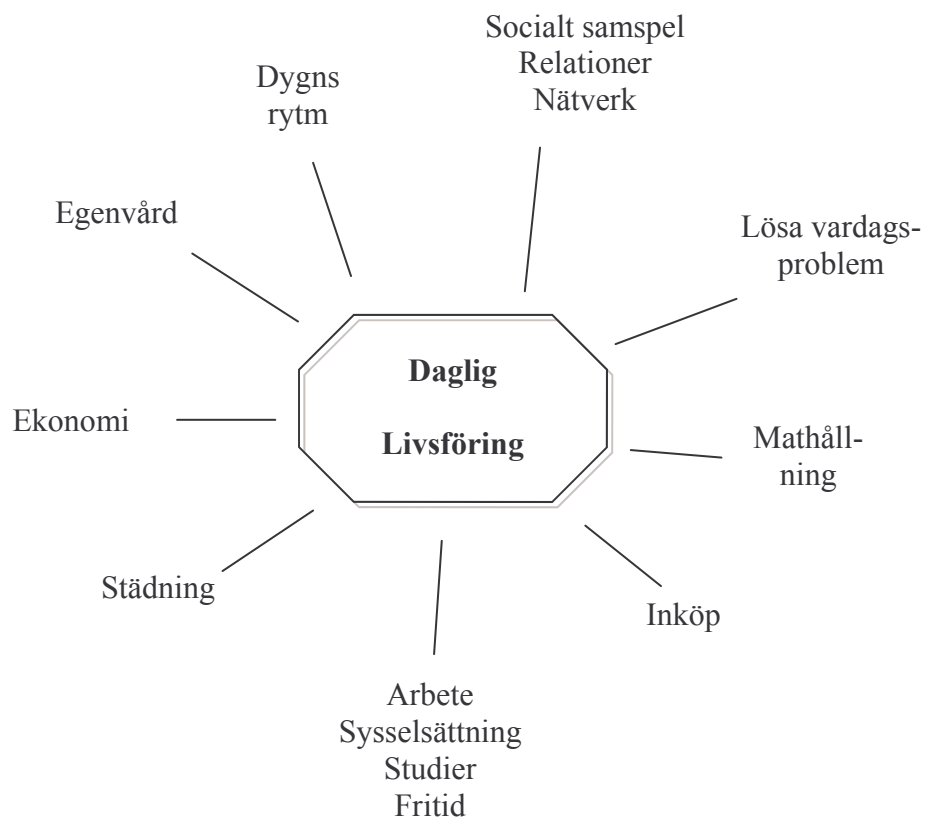 Socialt samspel
Relationer
Nätverk
Dygns
rytm
Egenvård
Lösa vardags-
problem
Daglig
Livsföring
Ekonomi
Mathåll-
ning
Städning
Inköp
Arbete
Sysselsättning
Studier
Fritid